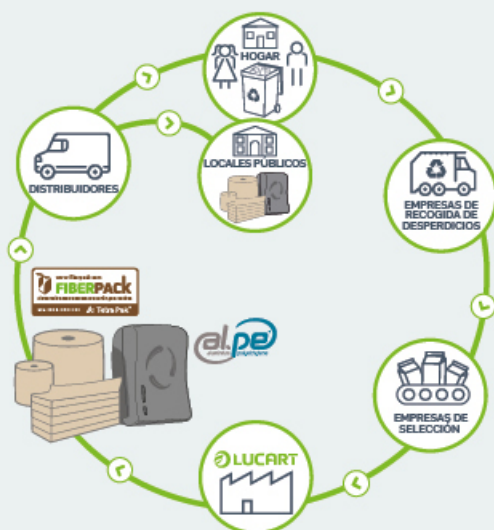 HOGAR
LOCALES PÚBLICOS
DISTRIBUIDORES
EMPRESAS DE
RECOGIDA DE
DESPERDICIOS
FIBERPACK
Tetra Pak
al.pe
EMPRESAS DE
SELECCIÓN
LUCART